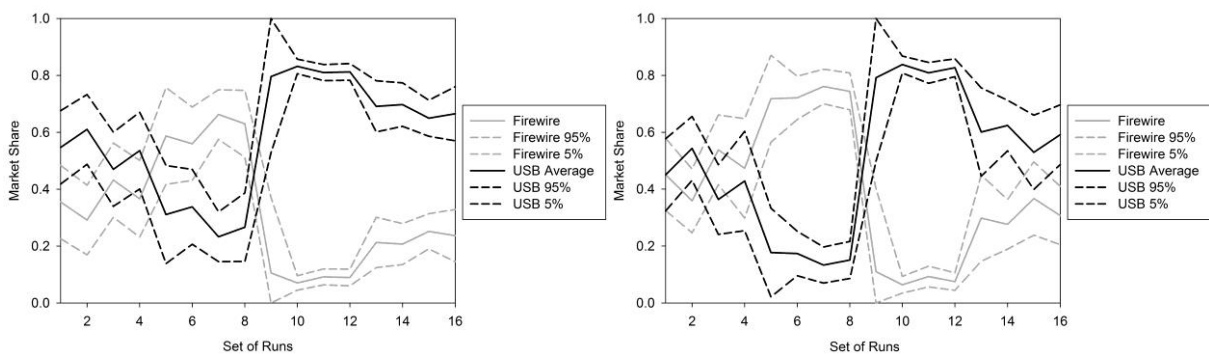 1.0
0.8
0.6
0.4
0.2
0.0
Market Share
2 4 6 8 10 12 14 16
Set of Runs
Firewire
Firewire 95%
Firewire 5%
USB Average
USB 95%
USB 5%
1.0
0.8
0.6
0.4
0.2
0.0
Market Share
2 4 6 8 10 12 14 16
Set of Runs
Firewire
Firewire 95%
Firewire 5%
USB Average
USB 95%
USB 5%